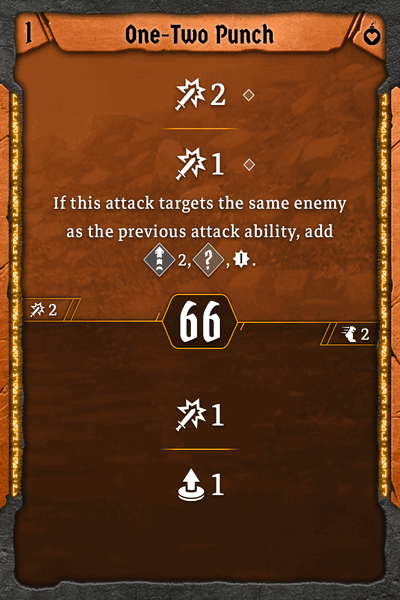 1 One-Two Punch
2
1
If this attack targets the same enemy
as the previous attack ability, add
2, ? , .
2
66
2
1
1